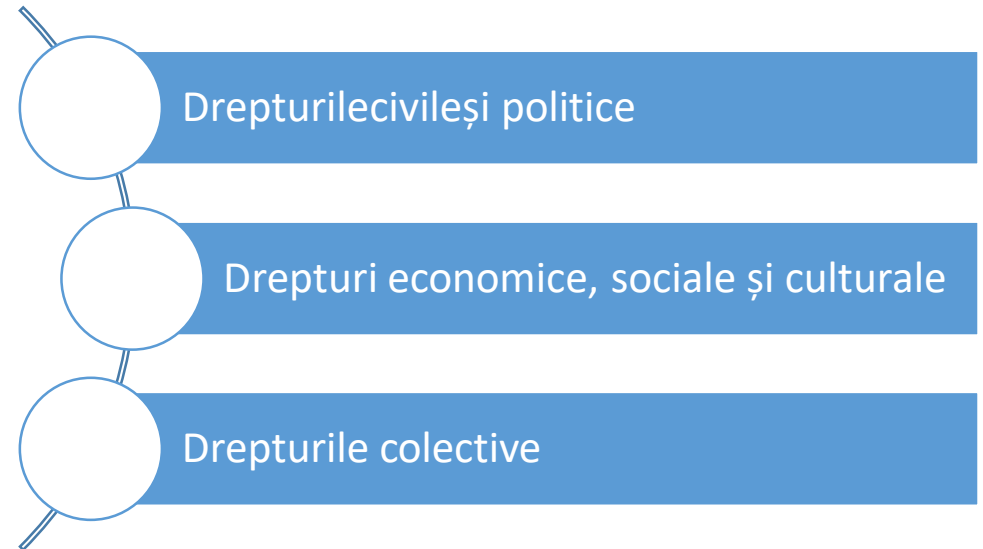 Drepturilecivileși politice
Drepturi economice, sociale și culturale
Drepturile colective